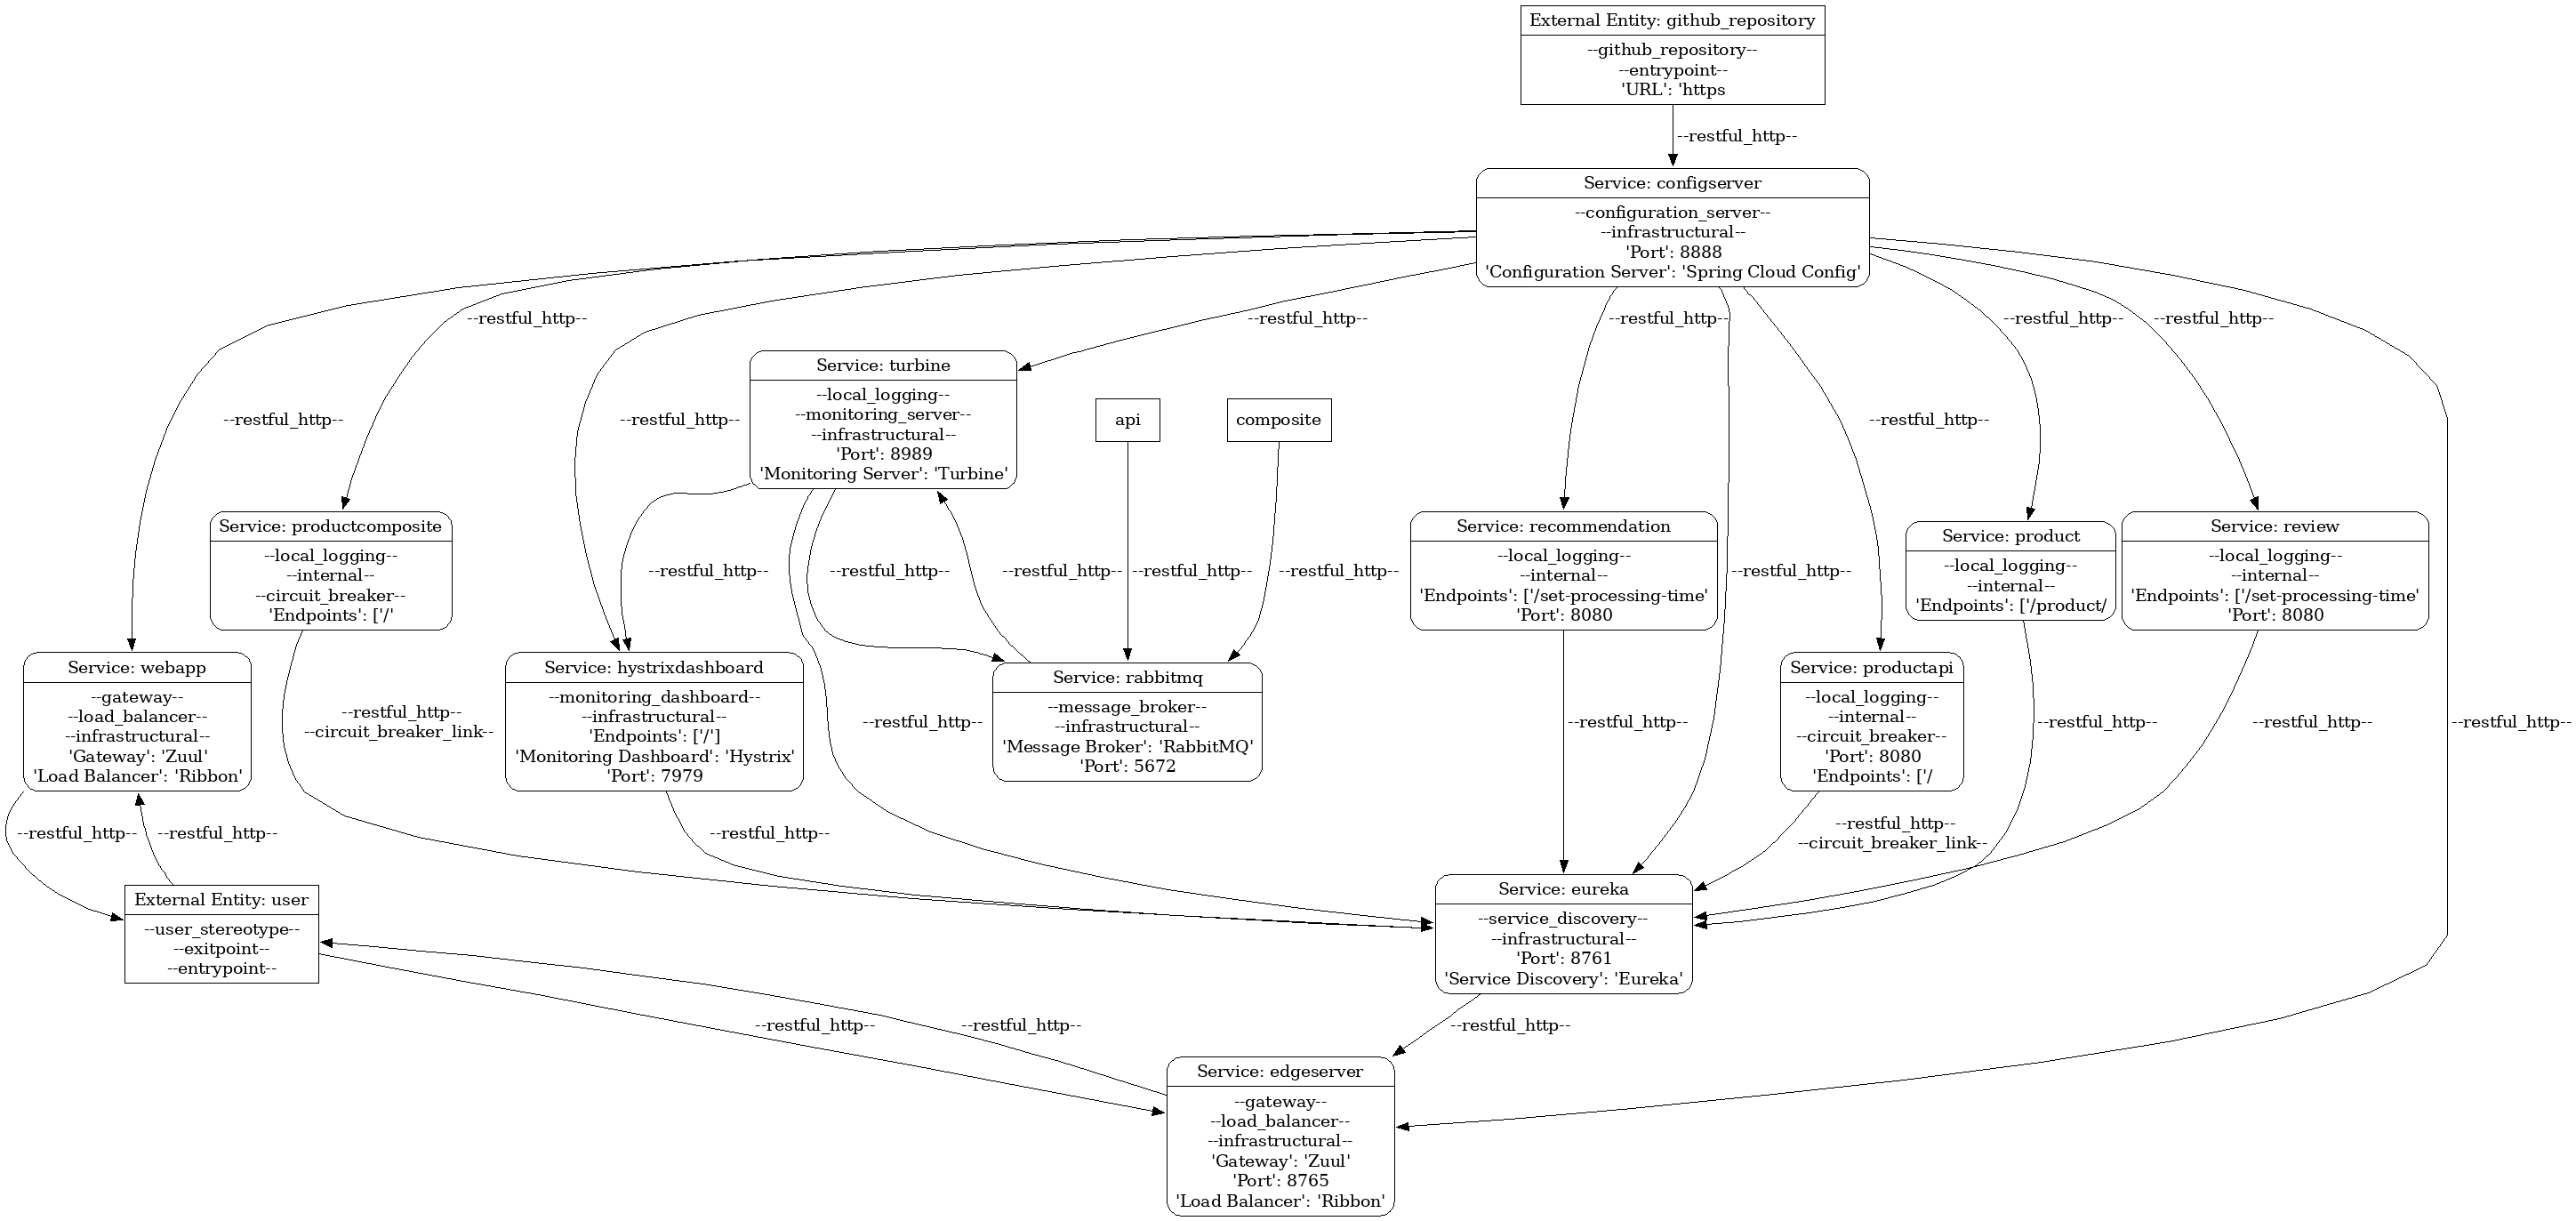 External Entity: github_repository
--github_repository--
--entrypoint--
'URL': 'https
--restful_http--
Service: configserver
--configuration_server--
--infrastructural--
'Port': 8888
'Configuration Server': 'Spring Cloud Config'
--restful_http--
--restful_http--
--restful_http--
--restful_http--
--restful_http--
Service: turbine
--local_logging--
--monitoring_server--
--infrastructural--
'Port': 8989
'Monitoring Server': 'Turbine'
--restful_http--
--restful_http--
api
composite
--restful_http--
Service: productcomposite
--local_logging--
--internal--
--circuit_breaker--
'Endpoints': ['/'
--restful_http--
--restful_http--
--restful_http--
--restful_http--
--restful_http--
Service: recommendation
--local_logging--
--internal--
'Endpoints': ['/set-processing-time'
'Port': 8080
--restful_http--
Service: product
--local_logging--
--internal--
'Endpoints': ['/product/
Service: review
--local_logging--
--internal--
'Endpoints': ['/set-processing-time'
'Port': 8080
Service: webapp
--gateway--
--load_balancer--
--infrastructural--
'Gateway': 'Zuul'
'Load Balancer': 'Ribbon'
--restful_http--
--circuit_breaker_link--
Service: hystrixdashboard
--monitoring_dashboard--
--infrastructural--
'Endpoints': ['/']
'Monitoring Dashboard': 'Hystrix'
'Port': 7979
--restful_http--
Service: rabbitmq
--message_broker--
--infrastructural--
'Message Broker': 'RabbitMQ'
'Port': 5672
--restful_http--
Service: productapi
--local_logging--
--internal--
--circuit_breaker--
'Port': 8080
'Endpoints': ['/
--restful_http--
--restful_http--
--restful_http--
--restful_http--
--restful_http--
--restful_http--
--restful_http--
--circuit_breaker_link--
External Entity: user
--user_stereotype--
--exitpoint--
--entrypoint--
Service: eureka
--service_discovery--
--infrastructural--
'Port': 8761
'Service Discovery': 'Eureka'
--restful_http--
--restful_http--
--restful_http--
Service: edgeserver
--gateway--
--load_balancer--
--infrastructural--
'Gateway': 'Zuul'
'Port': 8765
'Load Balancer': 'Ribbon'